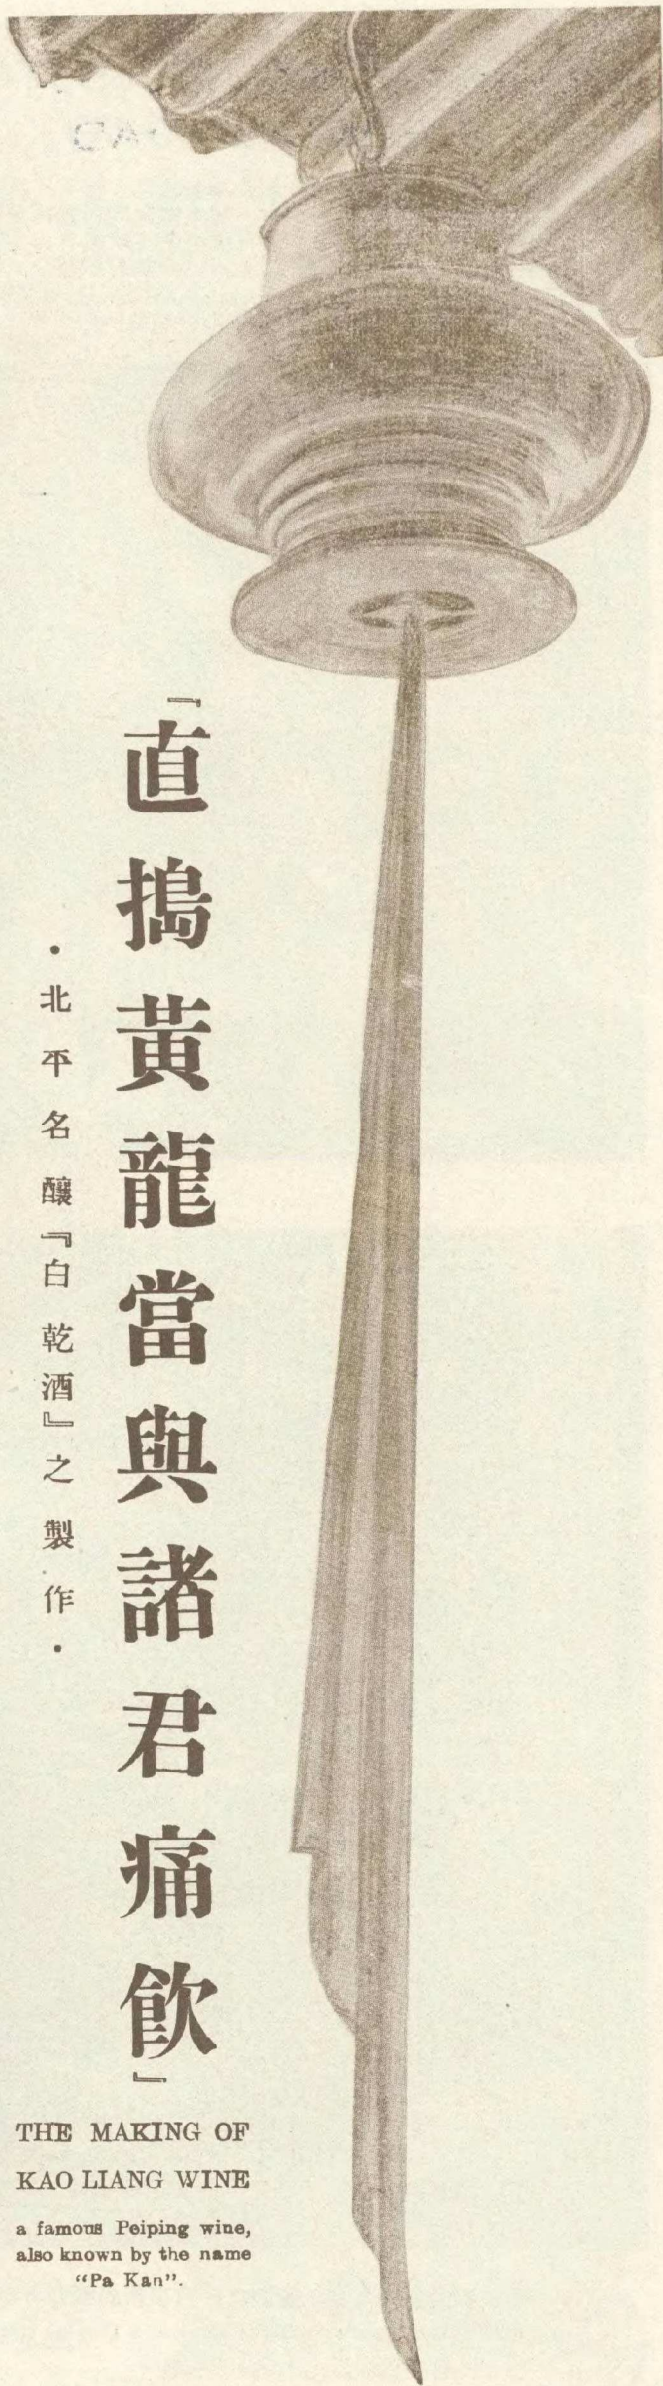 『直搗黃龍當與諸君痛飲』
·北平名釀『白乾酒』之製作·
THE MAKING OF
KAO LIANG WINE
a famous Peiping wine,
also known by the name
“Pa Kan”.